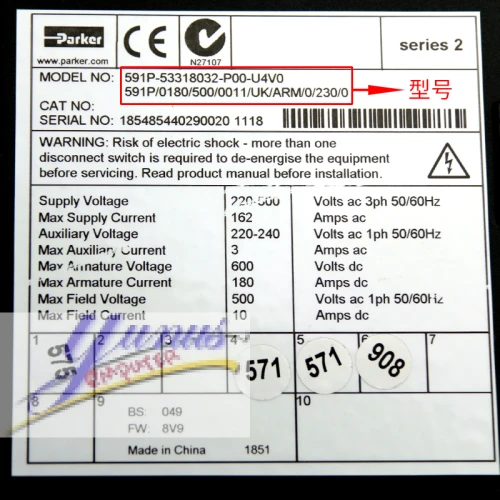 Parker
www.parker.com
CE
N27107
series 2
MODEL NO: 591P-53318032-P00-U4V0
591P/0180/500/0011/UK/ARM/0/230/0
型号
CAT NO:
SERIAL NO: 185485440290020 1118
WARNING: Risk of electric shock - more than one
disconnect switch is required to de-energise the equipment
before servicing. Read product manual before installation.
Supply Voltage 220-500 Volts ac 3ph 50/60Hz
Max Supply Current 162 Amps ac
Auxiliary Voltage 220-240 Volts ac 1ph 50/60Hz
Max Auxiliary Current 3 Amps ac
Max Armature Voltage 600 Volts dc
Max Armature Current 180 Amps dc
Max Field Voltage 500 Volts ac 1ph 50/60Hz
Max Field Current 10 Amps dc
1 2 3 4 5 6
575 571 571 908
Yunus
COMPUTER
8 9 10
BS: 049
FW: 8V9
Made in China 1851